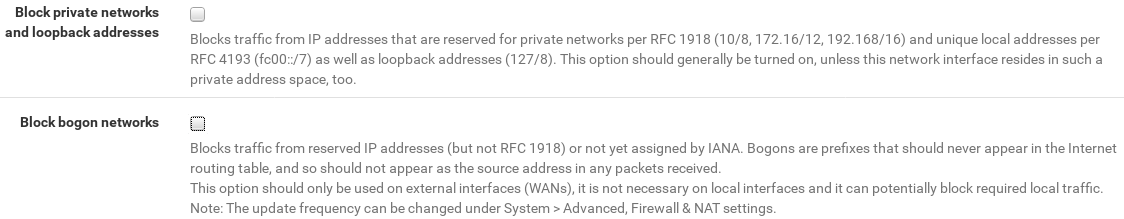 Block private networks
and loopback addresses
Blocks traffic from IP addresses that are reserved for private networks per RFC 1918 (10/8, 172.16/12, 192.168/16) and unique local addresses per
RFC 4193 (fc00::/7) as well as loopback addresses (127/8). This option should generally be turned on, unless this network interface resides in such a
private address space, too.
Block bogon networks
Blocks traffic from reserved IP addresses (but not RFC 1918) or not yet assigned by IANA. Bogons are prefixes that should never appear in the Internet
routing table, and so should not appear as the source address in any packets received.
This option should only be used on external interfaces (WANs), it is not necessary on local interfaces and it can potentially block required local traffic.
Note: The update frequency can be changed under System > Advanced, Firewall & NAT settings.